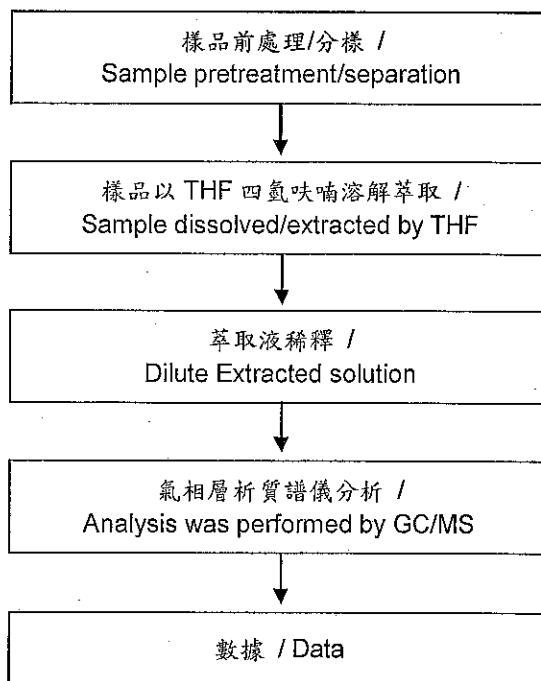 樣品前處理/分樣 /
Sample pretreatment/separation
樣品以 THF 四氫呋喃溶解萃取 /
Sample dissolved/extracted by THF
萃取液稀釋 /
Dilute Extracted solution
氣相層析質譜儀分析 /
Analysis was performed by GC/MS
數據 / Data